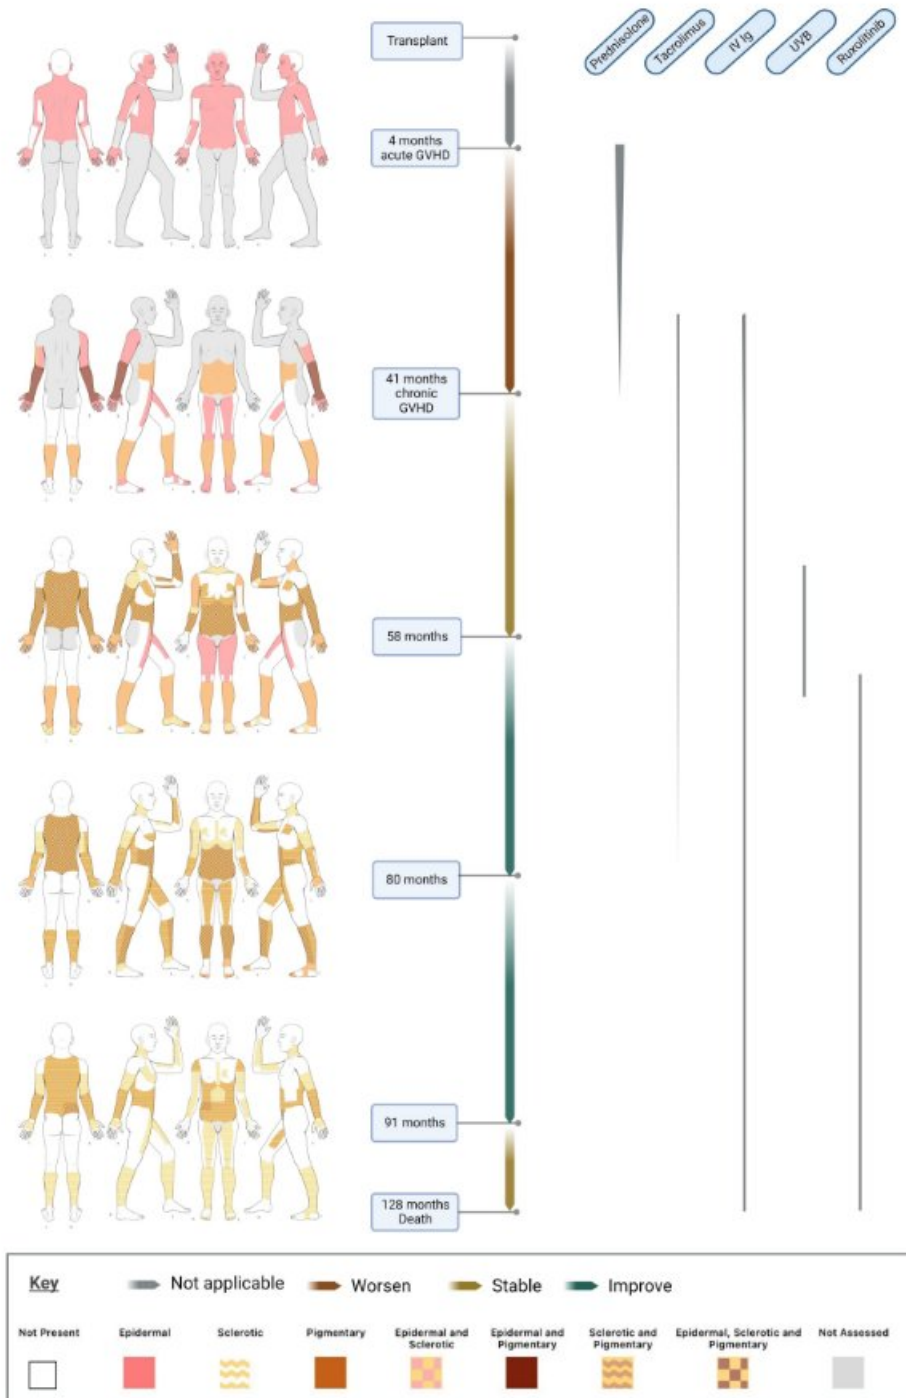 Transplant
Prednisolone
Tacrolimus
IV Ig
UVB
Ruxolitinib
4 months
acute GVHD
41 months
chronic
GVHD
58 months
80 months
91 months
128 months
Death
Key
Not applicable
Worsen
Stable
Improve
Not Present
Epidermal
Sclerotic
Pigmentary
Epidermal and
Sclerotic
Epidermal and
Pigmentary
Sclerotic and
Pigmentary
Epidermal, Sclerotic and
Pigmentary
Not Assessed